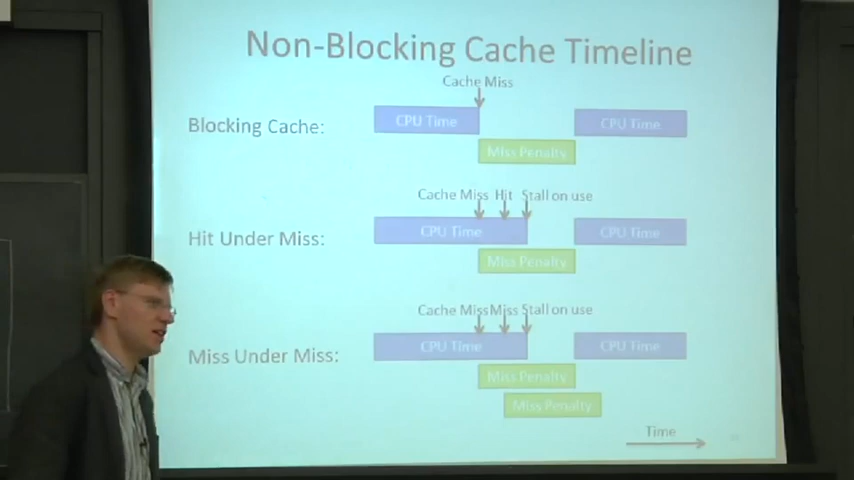 Non-Blocking Cache Timeline
Cache Miss
Blocking Cache: CPU Time CPU Time
Miss Penalty
Cache Miss Hit Stall on use
Hit Under Miss: CPU Time CPU Time
Miss Penalty
Cache Miss Miss Stall on use
Miss Under Miss: CPU Time CPU Time
Miss Penalty
Miss Penalty
Time